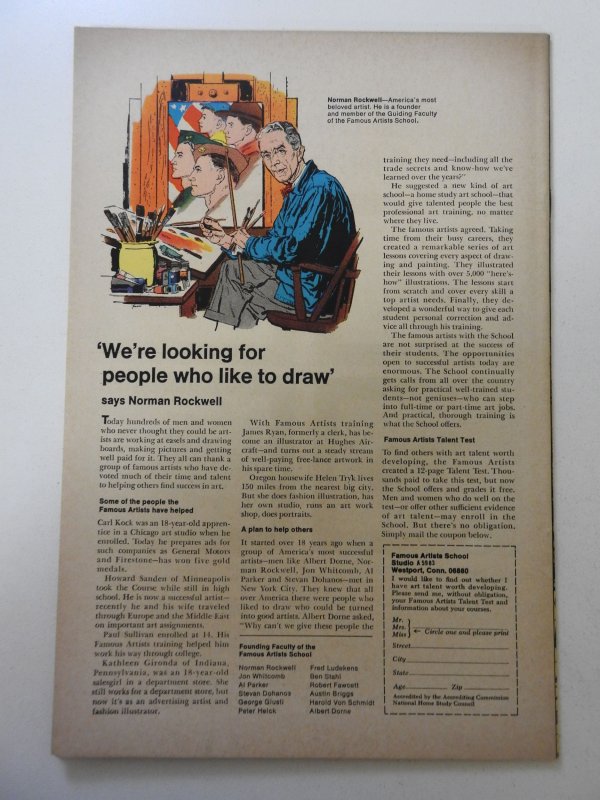 Norman Rockwell—America's most
beloved artist. He is a founder
and member of the Guiding Faculty
of the Famous Artists School.
'We're looking for
people who like to draw'
says Norman Rockwell
Today hundreds of men and women
who never thought they could be art-
ists are working at easels and drawing
boards, making pictures and getting
well paid for it. They all can thank a
group of famous artists who have de-
voted much of their time and talent
to helping others find success in art.
Some of the people the
Famous Artists have helped
Carl Kock was an 18-year-old appren-
tice in a Chicago art studio when he
enrolled. Today he prepares ads for
such companies as General Motors
and Firestone—has won five gold
medals.
Howard Sanden of Minneapolis
took the Course while still in high
school. He is now a successful artist—
recently he and his wife traveled
through Europe and the Middle East
on important art assignments.
Paul Sullivan enrolled at 14. His
Famous Artists training helped him
work his way through college.
Kathleen Gironda of Indiana,
Pennsylvania, was an 18-year-old
salesgirl in a department store. She
still works for a department store, but
now it's as an advertising artist and
fashion illustrator.
With Famous Artists training
James Ryan, formerly a clerk, has be-
come an illustrator at Hughes Air-
craft—and turns out a steady stream
of well-paying free-lance artwork in
his spare time.
Oregon housewife Helen Tryk lives
150 miles from the nearest big city.
But she does fashion illustration, has
her own studio, runs an art work
shop, does portraits.
A plan to help others
It started over 18 years ago when a
group of America's most successful
artists—men like Albert Dorne, Nor-
man Rockwell, Jon Whitcomb, Al
Parker and Stevan Dohanos—met in
New York City. They knew that all
over America there were people who
liked to draw who could be turned
into good artists. Albert Dorne asked,
"Why can't we give these people the
Founding Faculty of the
Famous Artists School
Norman Rockwell
Jon Whitcomb
Al Parker
Stevan Dohanos
George Giusti
Peter Helck
Fred Ludekens
Ben Stahl
Robert Fawcett
Austin Briggs
Harold Von Schmidt
Albert Dorne
training they need—including all the
trade secrets and know-how we've
learned over the years?"
He suggested a new kind of art
school—a home study art school—that
would give talented people the best
professional art training, no matter
where they live.
The famous artists agreed. Taking
time from their busy careers, they
created a remarkable series of art
lessons covering every aspect of draw-
ing and painting. They illustrated
their lessons with over 5,000 "here's-
how" illustrations. The lessons start
from scratch and cover every skill a
top artist needs. Finally, they de-
veloped a wonderful way to give each
student personal correction and ad-
vice all through his training.
The famous artists with the School
are not surprised at the success of
their students. The opportunities
open to successful artists today are
enormous. The School continually
gets calls from all over the country
asking for practical well-trained stu-
dents—not geniuses—who can step
into full-time or part-time art jobs.
And practical, thorough training is
what the School offers.
Famous Artists Talent Test
To find others with art talent worth
developing, the Famous Artists
created a 12-page Talent Test. Thou-
sands paid to take this test, but now
the School offers and grades it free.
Men and women who do well on the
test—or offer other sufficient evidence
of art talent—may enroll in the
School. But there's no obligation.
Simply mail the coupon below.
Famous Artists School
Studio A 5983
Westport, Conn. 06880
I would like to find out whether I
have art talent worth developing.
Please send me, without obligation,
your Famous Artists Talent Test and
information about your courses.
Mr.
Mrs.
Miss
← Circle one and please print
Street
City
State
Age Zip
Accredited by the Accrediting Commission
National Home Study Council